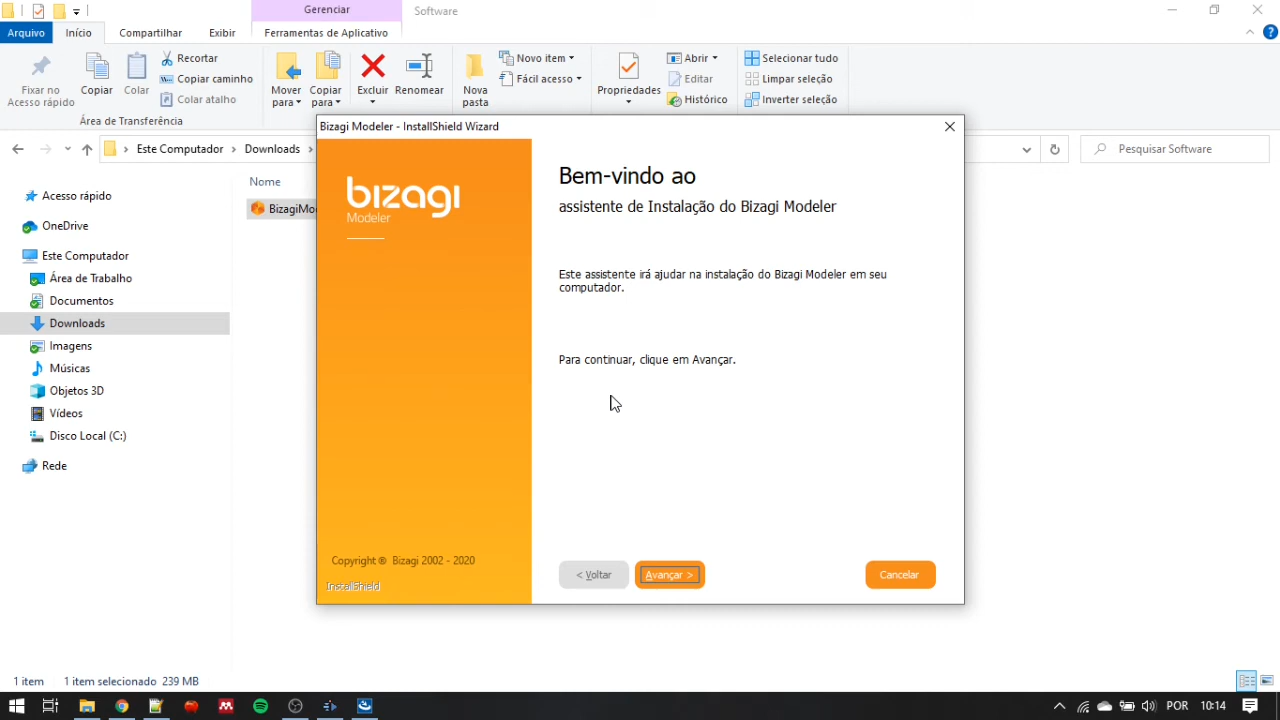 Gerenciar
Software
Arquivo
Início
Compartilhar
Exibir
Ferramentas de Aplicativo
Fixar no
Acesso rápido
Copiar
Colar
Recortar
Copiar caminho
Colar atalho
Mover
para
Copiar
para
Excluir
Renomear
Nova
pasta
Novo item
Fácil acesso
Propriedades
Abrir
Editar
Histórico
Selecionar tudo
Limpar seleção
Inverter seleção
Área de Transferência
Este Computador
Downloads
Pesquisar Software
Nome
Acesso rápido
OneDrive
Este Computador
Área de Trabalho
Documentos
Downloads
Imagens
Músicas
Objetos 3D
Vídeos
Disco Local (C:)
Rede
BizagiMo
Bizagi Modeler - InstallShield Wizard
bizagi
Modeler
Bem-vindo ao
assistente de Instalação do Bizagi Modeler
Este assistente irá ajudar na instalação do Bizagi Modeler em seu
computador.
Para continuar, clique em Avançar.
Copyright ® Bizagi 2002 - 2020
InstallShield
< Voltar
Avançar >
Cancelar
1 item
1 item selecionado 239 MB
POR
10:14